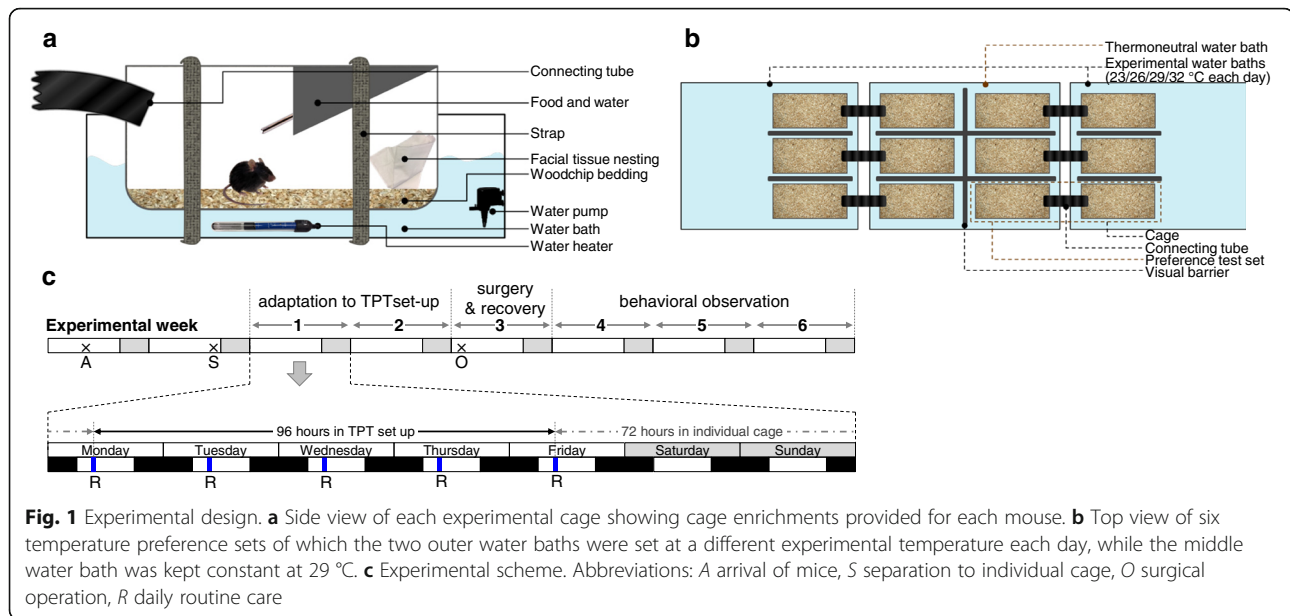 a
Connecting tube
Food and water
Strap
Facial tissue nesting
Woodchip bedding
Water pump
Water bath
Water heater
b
Thermoneutral water bath
Experimental water baths
(23/26/29/32 °C each day)
Cage
Connecting tube
Preference test set
Visual barrier
c
adaptation to TPTset-up
surgery
& recovery
behavioral observation
Experimental week
1 2 3 4 5 6
A S O
96 hours in TPT set up
72 hours in individual cage
Monday Tuesday Wednesday Thursday Friday Saturday Sunday
R R R R R
Fig. 1 Experimental design. a Side view of each experimental cage showing cage enrichments provided for each mouse. b Top view of six
temperature preference sets of which the two outer water baths were set at a different experimental temperature each day, while the middle
water bath was kept constant at 29 °C. c Experimental scheme. Abbreviations: A arrival of mice, S separation to individual cage, O surgical
operation, R daily routine care